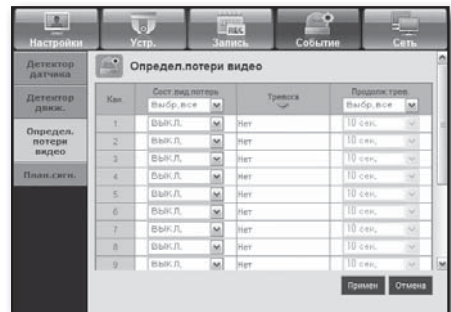 Настройки Устр. Запись Событие Сеть
REC
Детектор датчика
Детектор движ.
Определ. потери видео
План.сигн.
Определ.потери видео
Кан. Сост вид.потерь Тревога Продолж.трев.
Выбр,все Выбр,все
1 ВЫКЛ, Нет 10 сек,
2 ВЫКЛ, Нет 10 сек,
3 ВЫКЛ, Нет 10 сек,
4 ВЫКЛ, Нет 10 сек,
5 ВЫКЛ, Нет 10 сек,
6 ВЫКЛ, Нет 10 сек,
7 ВЫКЛ, Нет 10 сек,
8 ВЫКЛ, Нет 10 сек,
9 ВЫКЛ, Нет 10 сек,
Примен Отмена